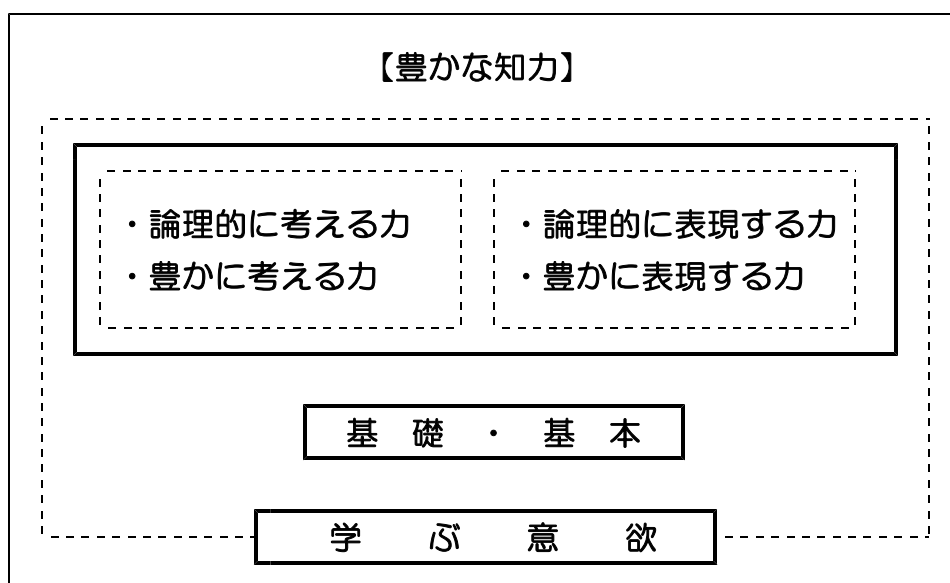 【豊かな知力】
・論理的に考える力
・豊かに考える力
・論理的に表現する力
・豊かに表現する力
基礎・基本
学ぶ意欲